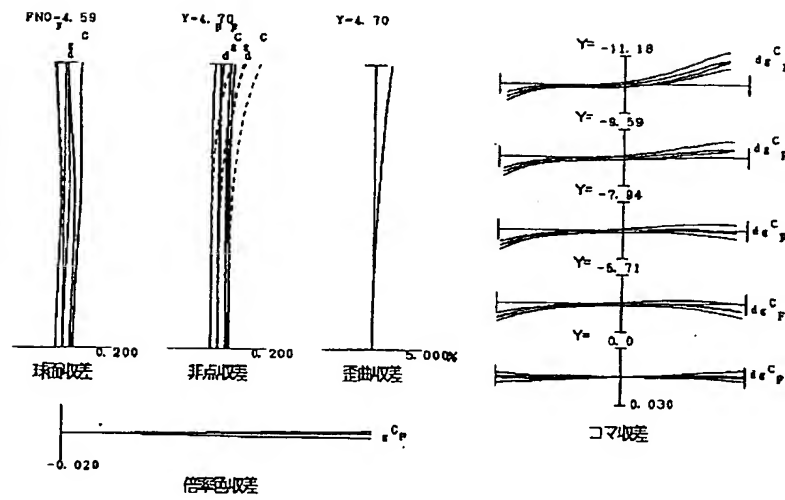 FNO-4. 59
F
g C
d
0. 200
球面収差
Y-4. 70
F F
C
g g C
d d
0. 200
非点収差
Y-4. 70
5. 000%
歪曲収差
-0. 020
g C F
倍率色収差
Y= -11. 18
d g C F
Y= -9. 59
d g C F
Y= -7. 94
d g C F
Y= -5. 71
d g C F
Y= 0. 0
d g C F
0. 030
コマ収差